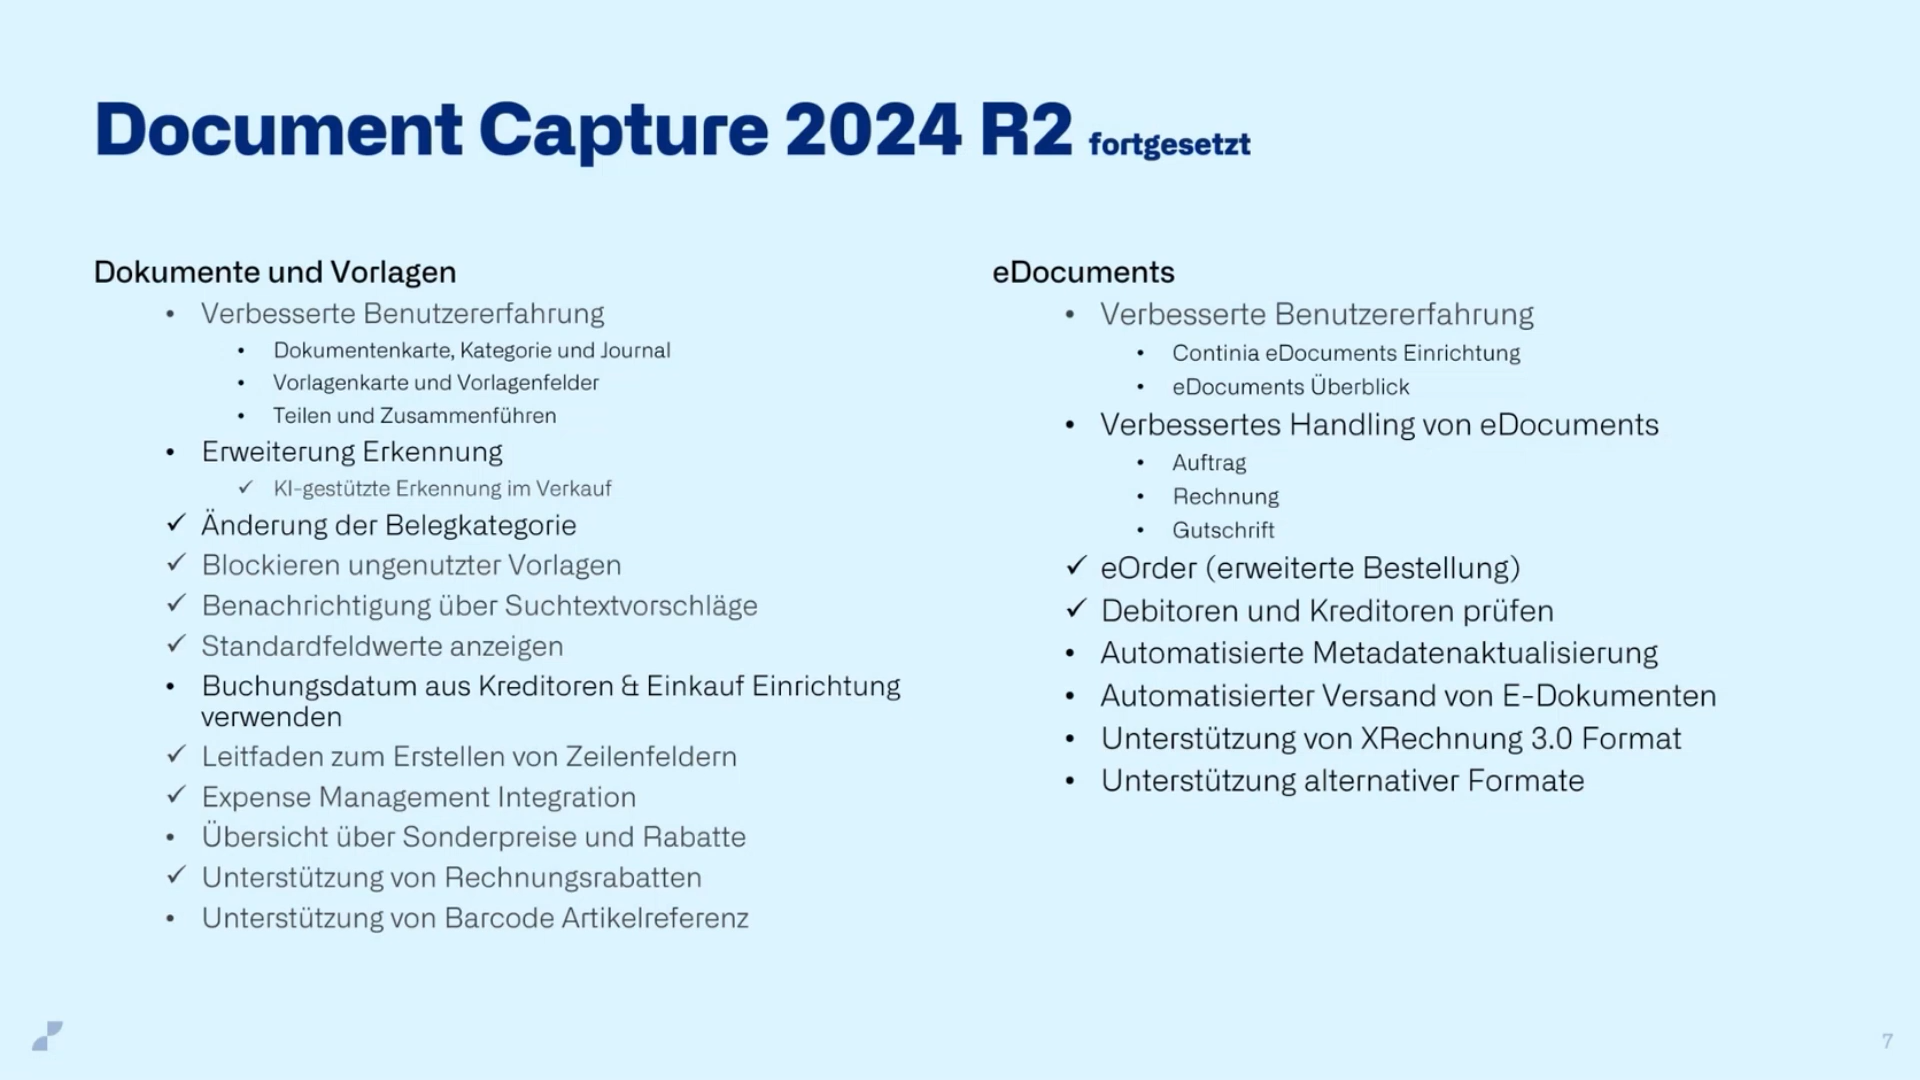 Document Capture 2024 R2 fortgesetzt
Dokumente und Vorlagen
• Verbesserte Benutzererfahrung
• Dokumentenkarte, Kategorie und Journal
• Vorlagenkarte und Vorlagenfelder
• Teilen und Zusammenführen
• Erweiterung Erkennung
✓ KI-gestützte Erkennung im Verkauf
✓ Änderung der Belegkategorie
✓ Blockieren ungenutzter Vorlagen
✓ Benachrichtigung über Suchtextvorschläge
✓ Standardfeldwerte anzeigen
• Buchungsdatum aus Kreditoren & Einkauf Einrichtung
verwenden
✓ Leitfaden zum Erstellen von Zeilenfeldern
✓ Expense Management Integration
• Übersicht über Sonderpreise und Rabatte
✓ Unterstützung von Rechnungsrabatten
• Unterstützung von Barcode Artikelreferenz
eDocuments
• Verbesserte Benutzererfahrung
• Continia eDocuments Einrichtung
• eDocuments Überblick
• Verbessertes Handling von eDocuments
• Auftrag
• Rechnung
• Gutschrift
✓ eOrder (erweiterte Bestellung)
✓ Debitoren und Kreditoren prüfen
• Automatisierte Metadatenaktualisierung
• Automatisierter Versand von E-Dokumenten
• Unterstützung von XRechnung 3.0 Format
• Unterstützung alternativer Formate
7